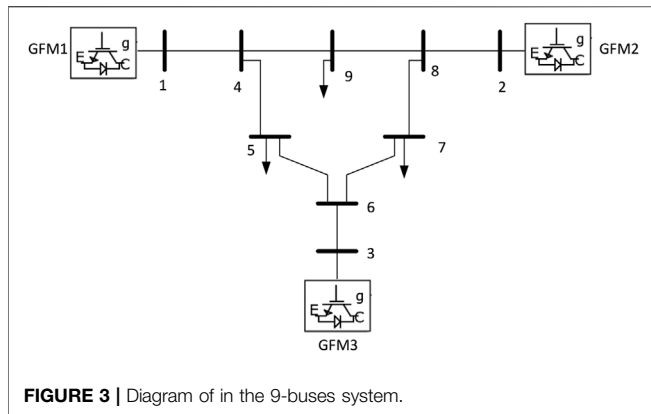 GFM1
g
E
C
1
4
9
8
2
g
E
C
GFM2
5
7
6
3
g
E
C
GFM3
FIGURE 3 | Diagram of in the 9-buses system.